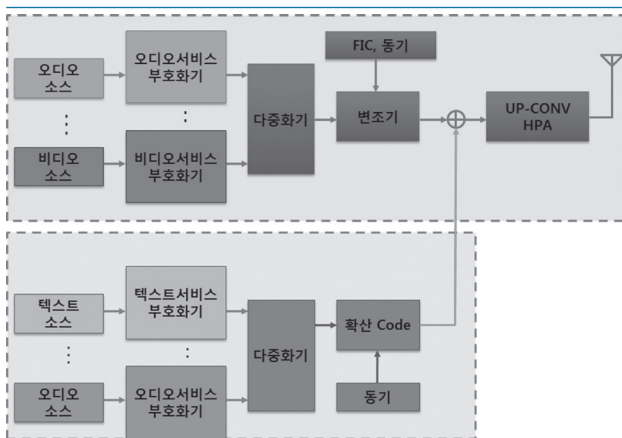 FIC, 동기
오디오
소스
오디오서비스
부호화기
다중화기
변조기
UP-CONV
HPA
비디오
소스
비디오서비스
부호화기
텍스트
소스
텍스트서비스
부호화기
다중화기
확산 Code
동기
오디오
소스
오디오서비스
부호화기